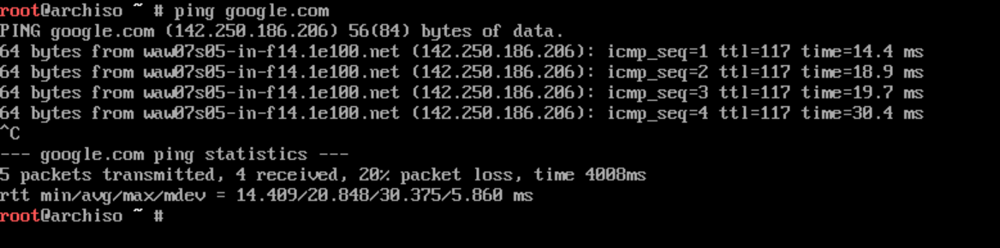 root@archiso ~ # ping google.com
PING google.com (142.250.186.206) 56(84) bytes of data.
64 bytes from waw07s05-in-f14.1e100.net (142.250.186.206): icmp_seq=1 ttl=117 time=14.4 ms
64 bytes from waw07s05-in-f14.1e100.net (142.250.186.206): icmp_seq=2 ttl=117 time=18.9 ms
64 bytes from waw07s05-in-f14.1e100.net (142.250.186.206): icmp_seq=3 ttl=117 time=19.7 ms
64 bytes from waw07s05-in-f14.1e100.net (142.250.186.206): icmp_seq=4 ttl=117 time=30.4 ms
^C
--- google.com ping statistics ---
5 packets transmitted, 4 received, 20% packet loss, time 4008ms
rtt min/avg/max/mdev = 14.409/20.848/30.375/5.860 ms
root@archiso ~ #